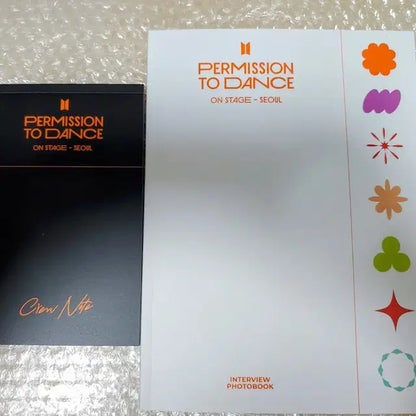 PERMISSION
TO DANCE
ON STAGE - SEOUL
Crew Note
PERMISSION
TO DANCE
ON STAGE - SEOUL
INTERVIEW
PHOTOBOOK